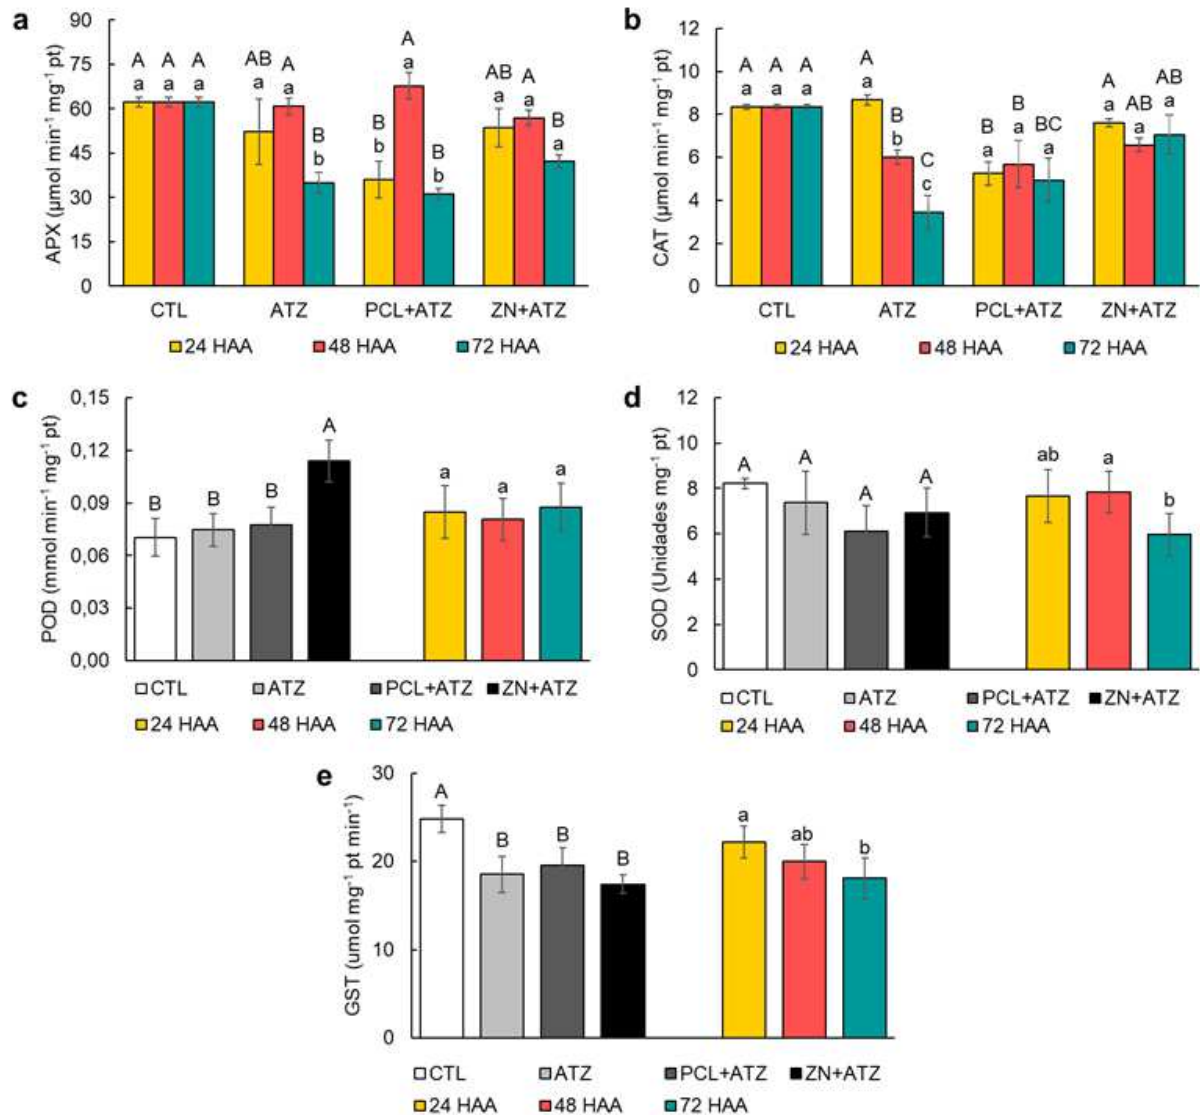 a
APX (µmol min⁻¹ mg⁻¹ pt)
90
75
60
45
30
15
0
A A A AB A B A B AB A B
a a a a a b b a b a a a
CTL ATZ PCL+ATZ ZN+ATZ
24 HAA 48 HAA 72 HAA
b
CAT (µmol min⁻¹ mg⁻¹ pt)
12
10
8
6
4
2
0
A A A A B C B B BC A AB AB
a a a a b c a a a a a a
CTL ATZ PCL+ATZ ZN+ATZ
24 HAA 48 HAA 72 HAA
c
POD (mmol min⁻¹ mg⁻¹ pt)
0,15
0,12
0,09
0,06
0,03
0,00
B B B A a a a
CTL ATZ PCL+ATZ ZN+ATZ
24 HAA 48 HAA 72 HAA
d
SOD (Unidades mg⁻¹ pt)
12
10
8
6
4
2
0
A A A A ab a b
CTL ATZ PCL+ATZ ZN+ATZ
24 HAA 48 HAA 72 HAA
e
GST (umol mg⁻¹ pt min⁻¹)
30
20
10
0
A B B B a ab b
CTL ATZ PCL+ATZ ZN+ATZ
24 HAA 48 HAA 72 HAA